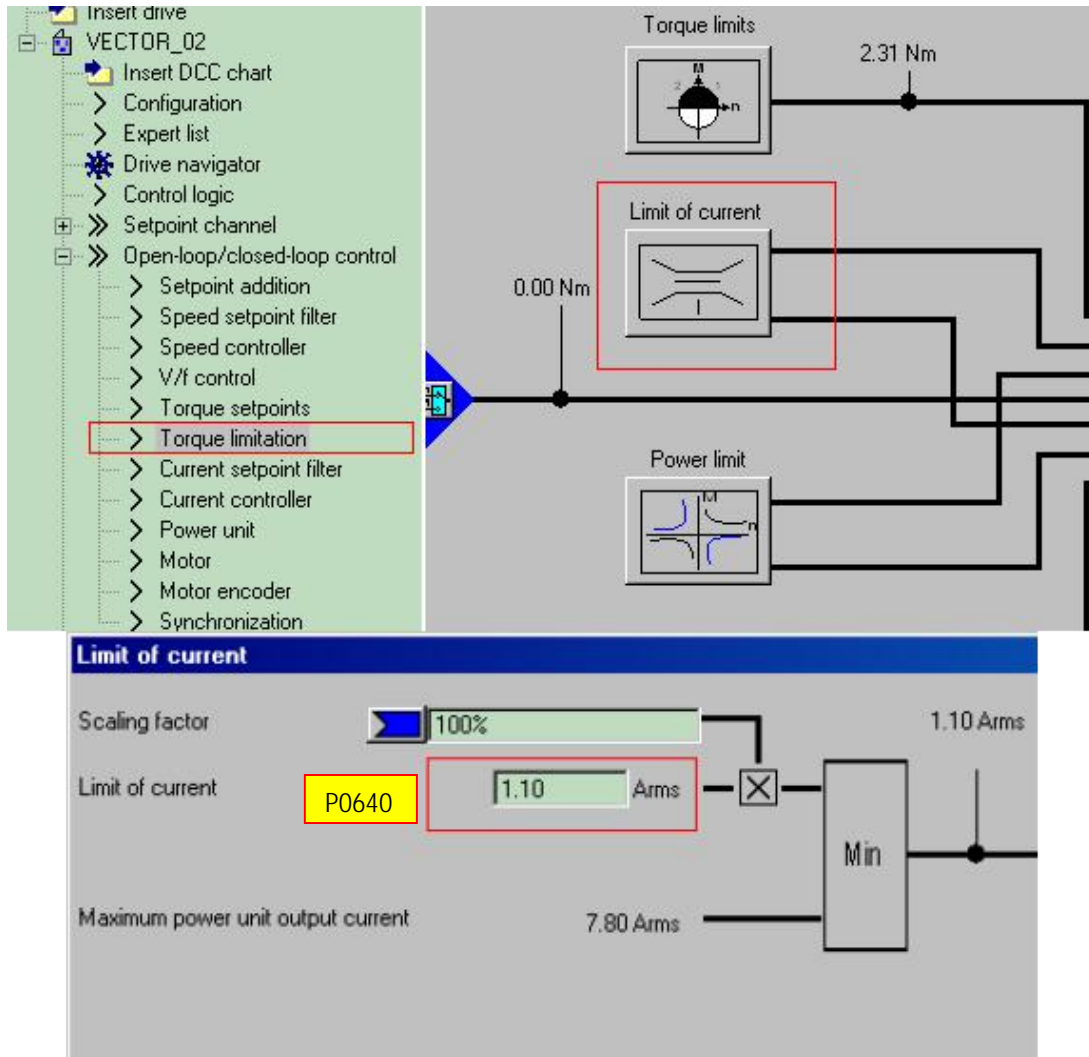 Insert drive
VECTOR_02
Insert DCC chart
Configuration
Expert list
Drive navigator
Control logic
Setpoint channel
Open-loop/closed-loop control
Setpoint addition
Speed setpoint filter
Speed controller
V/f control
Torque setpoints
Torque limitation
Current setpoint filter
Current controller
Power unit
Motor
Motor encoder
Synchronization
Torque limits
2.31 Nm
M
2 1
n
Limit of current
0.00 Nm
Power limit
M
n
Limit of current
Scaling factor
100%
1.10 Arms
Limit of current
P0640
1.10 Arms
Min
Maximum power unit output current
7.80 Arms